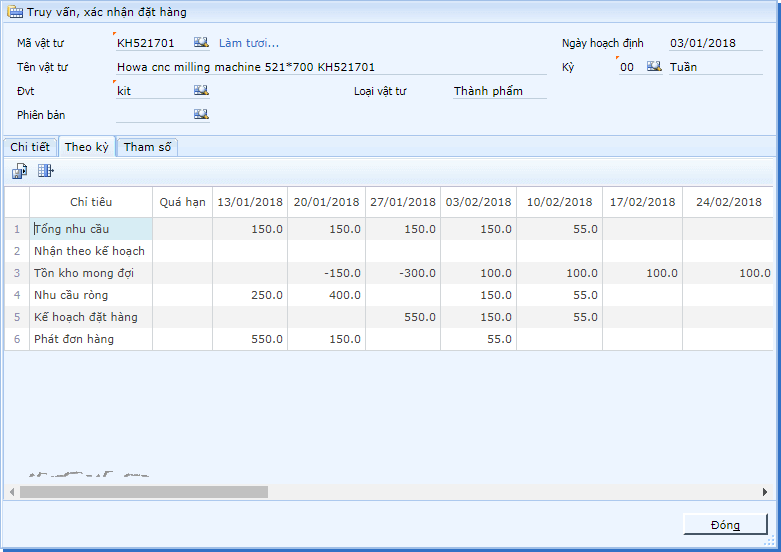 Truy vấn, xác nhận đặt hàng
Mã vật tư KH521701 Làm tươi... Ngày hoạch định 03/01/2018
Tên vật tư Howa cnc milling machine 521*700 KH521701 Kỳ 00 Tuần
Đvt kit Loại vật tư Thành phẩm
Phiên bản
Chi tiết Theo kỳ Tham số
Chỉ tiêu Quá hạn 13/01/2018 20/01/2018 27/01/2018 03/02/2018 10/02/2018 17/02/2018 24/02/2018
1 Tổng nhu cầu 150.0 150.0 150.0 150.0 55.0
2 Nhận theo kế hoạch
3 Tồn kho mong đợi -150.0 -300.0 100.0 100.0 100.0 100.0
4 Nhu cầu ròng 250.0 400.0 150.0 55.0
5 Kế hoạch đặt hàng 550.0 150.0 55.0
6 Phát đơn hàng 550.0 150.0 55.0
Đóng